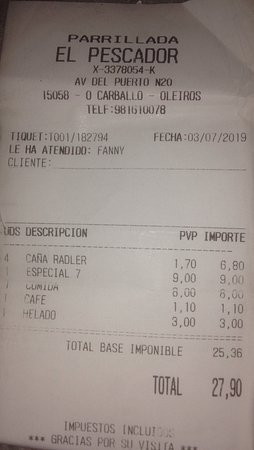 PARRILLADA
EL PESCADOR
X-3378054-K
AV DEL PUERTO N20
15058 - O CARBALLO - OLEIROS
TELF:981610078
TIQUET:T001/182794 FECHA:03/07/2019
LE HA ATENDIDO: FANNY
CLIENTE:
UDS DESCRIPCION PVP IMPORTE
4 CAÑA RADLER 1,70 6,80
1 ESPECIAL 7 9,00 9,00
1 COMIDA 6,00 6,00
1 CAFE 1,10 1,10
1 HELADO 3,00 3,00
TOTAL BASE IMPONIBLE 25,36
TOTAL 27,90
IMPUESTOS INCLUIDOS
*** GRACIAS POR SU VISITA ***